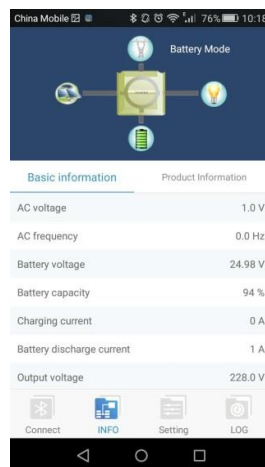 China Mobile 76% 10:18
Battery Mode
Basic information Product Information
AC voltage 1.0 V
AC frequency 0.0 Hz
Battery voltage 24.98 V
Battery capacity 94 %
Charging current 0 A
Battery discharge current 1 A
Output voltage 228.0 V
Connect INFO Setting LOG